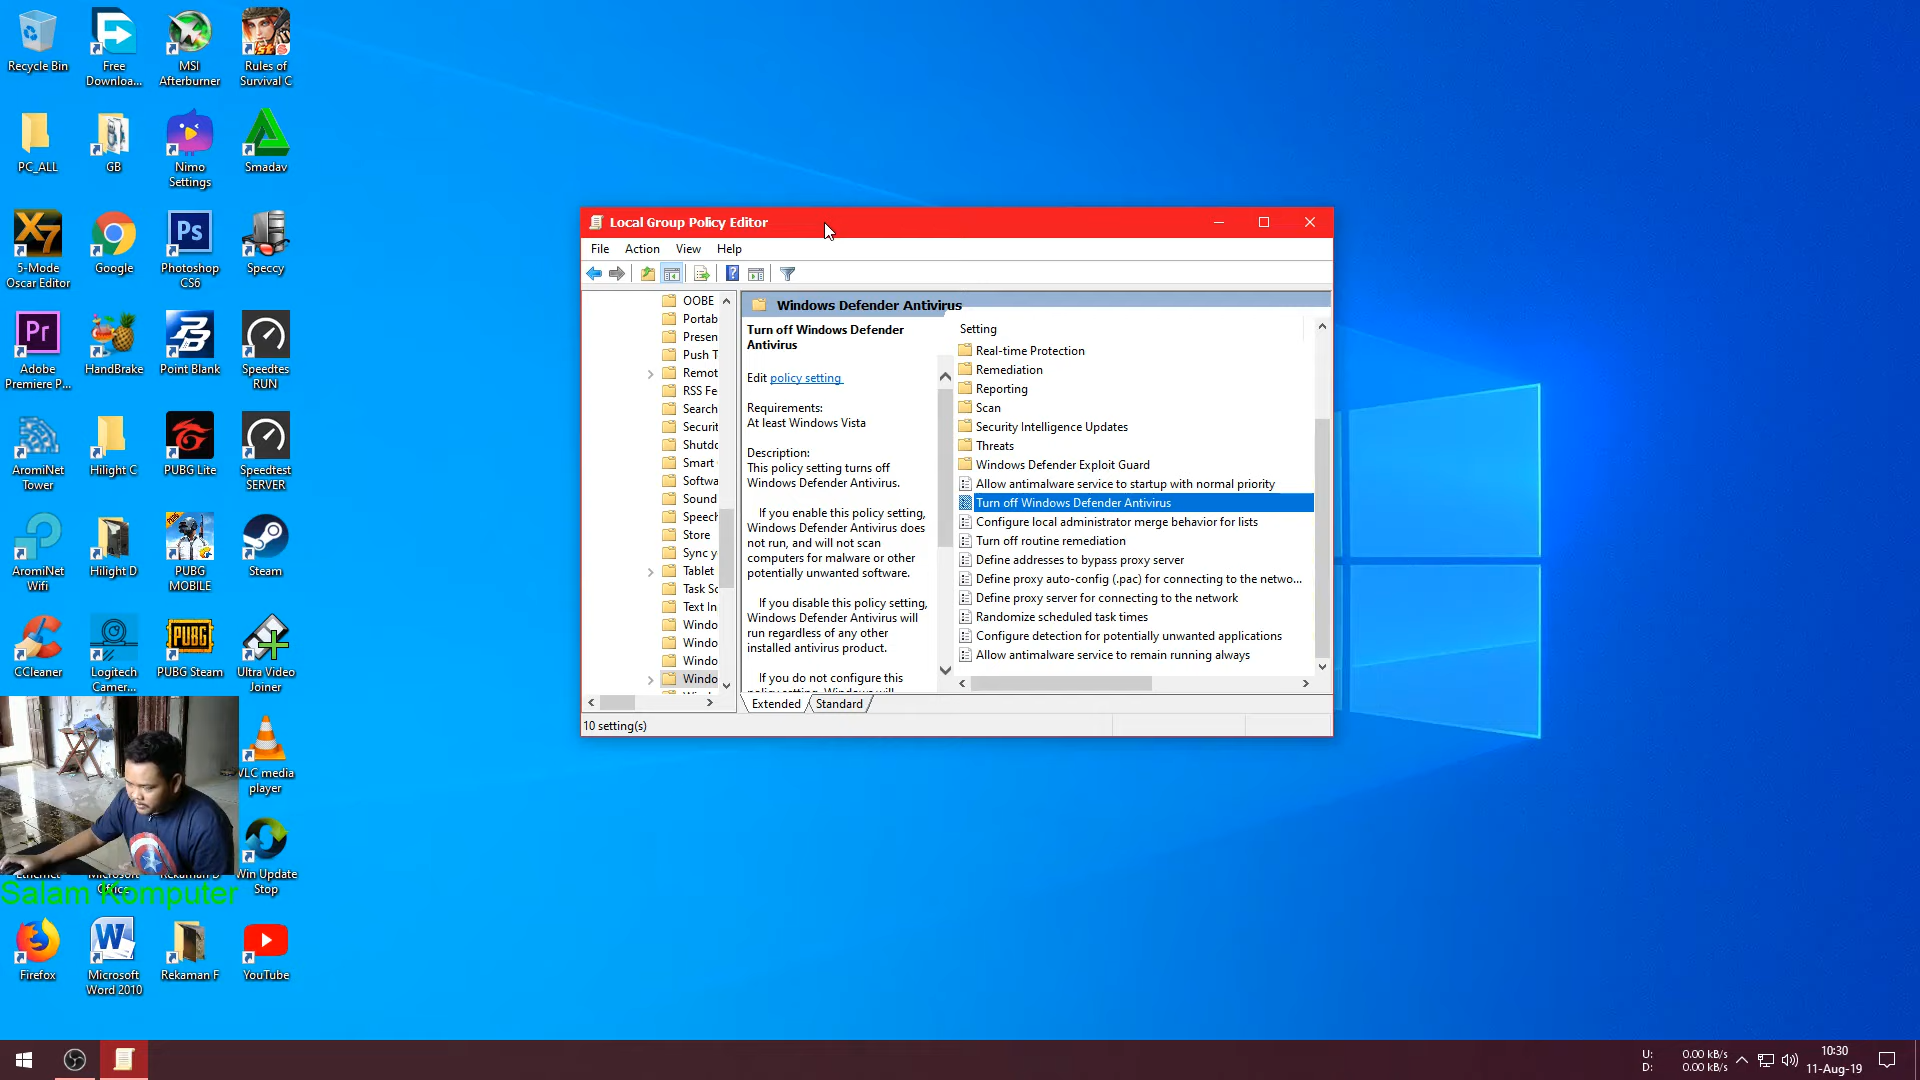 Recycle Bin
Free
Downloa...
MSI
Afterburner
Rules of
Survival C
PC_ALL
GB
Nimo
Settings
Smadav
5-Mode
Oscar Editor
Google
Photoshop
CS6
Speccy
Adobe
Premiere P...
HandBrake
Point Blank
Speedtes
RUN
AromiNet
Tower
Hilight C
PUBG Lite
Speedtest
SERVER
AromiNet
Wifi
Hilight D
PUBG
MOBILE
Steam
CCleaner
Logitech
Camer...
PUBG Steam
Ultra Video
Joiner
VLC media
player
Win Update
Stop
Salam Komputer
Firefox
Microsoft
Word 2010
Rekaman F
YouTube
Local Group Policy Editor
File Action View Help
OOBE
Portab
Presen
Push T
Remot
RSS Fe
Search
Securit
Shutdo
Smart
Softwa
Sound
Speech
Store
Sync y
Tablet
Task Sc
Text In
Windo
Windo
Windo
Windo
Windows Defender Antivirus
Turn off Windows Defender
Antivirus
Edit policy setting
Requirements:
At least Windows Vista
Description:
This policy setting turns off
Windows Defender Antivirus.
If you enable this policy setting,
Windows Defender Antivirus does
not run, and will not scan
computers for malware or other
potentially unwanted software.
If you disable this policy setting,
Windows Defender Antivirus will
run regardless of any other
installed antivirus product.
If you do not configure this
policy setting, Windows will
Setting
Real-time Protection
Remediation
Reporting
Scan
Security Intelligence Updates
Threats
Windows Defender Exploit Guard
Allow antimalware service to startup with normal priority
Turn off Windows Defender Antivirus
Configure local administrator merge behavior for lists
Turn off routine remediation
Define addresses to bypass proxy server
Define proxy auto-config (.pac) for connecting to the netwo...
Define proxy server for connecting to the network
Randomize scheduled task times
Configure detection for potentially unwanted applications
Allow antimalware service to remain running always
Extended Standard
10 setting(s)
U: 0.00 kB/s
D: 0.00 kB/s
10:30
11-Aug-19